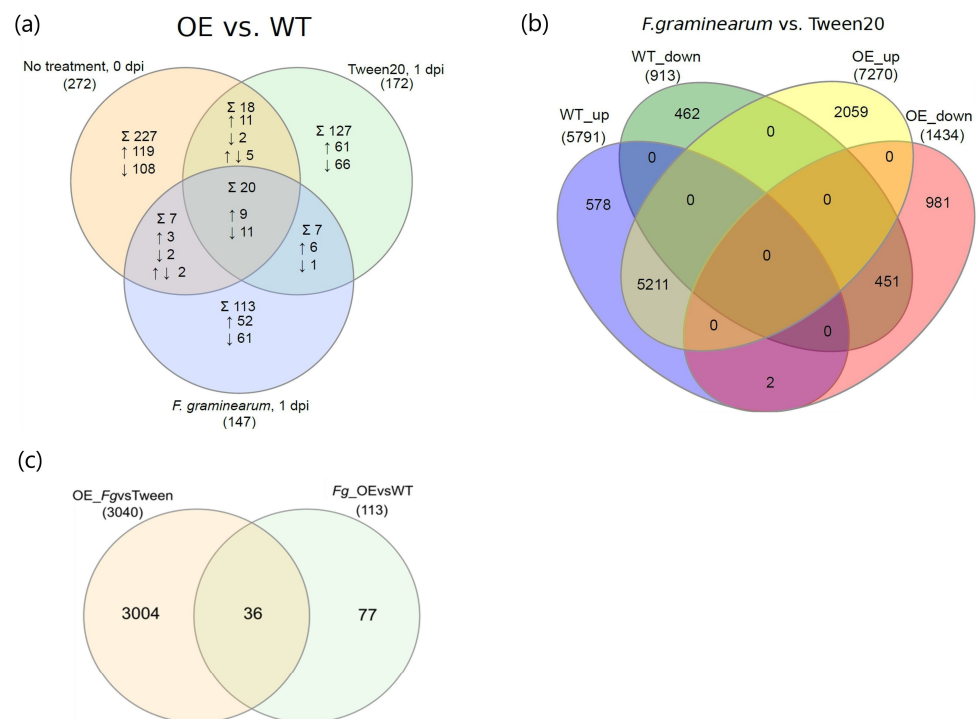 (a)
OE vs. WT
No treatment, 0 dpi
(272)
Tween20, 1 dpi
(172)
Σ 18
↑ 11
↓ 2
↑↓ 5
Σ 227
↑ 119
↓ 108
Σ 127
↑ 61
↓ 66
Σ 20
↑ 9
↓ 11
Σ 7
↑ 3
↓ 2
↑↓ 2
Σ 7
↑ 6
↓ 1
Σ 113
↑ 52
↓ 61
F. graminearum, 1 dpi
(147)
(b)
F.graminearum vs. Tween20
WT_up
(5791)
WT_down
(913)
OE_up
(7270)
OE_down
(1434)
462
0
2059
0
0
578
0
0
981
0
5211
451
0
0
2
(c)
OE_FgvsTween
(3040)
Fg_OEvsWT
(113)
3004
36
77